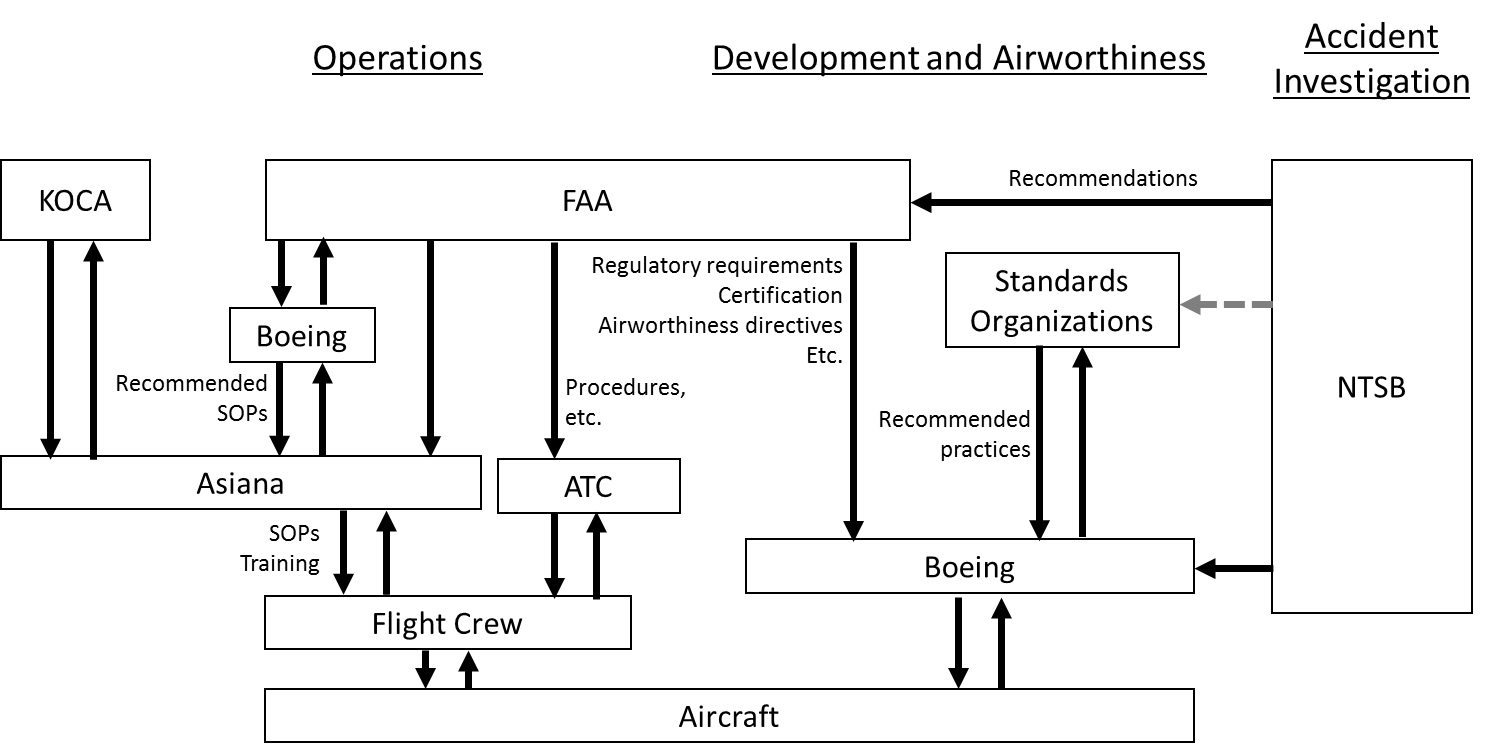 Operations
Development and Airworthiness
Accident
Investigation
KOCA
FAA
Recommendations
NTSB
Regulatory requirements
Certification
Airworthiness directives
Etc.
Standards
Organizations
Boeing
Recommended
SOPs
Procedures,
etc.
Recommended
practices
Asiana
ATC
SOPs
Training
Boeing
Flight Crew
Aircraft